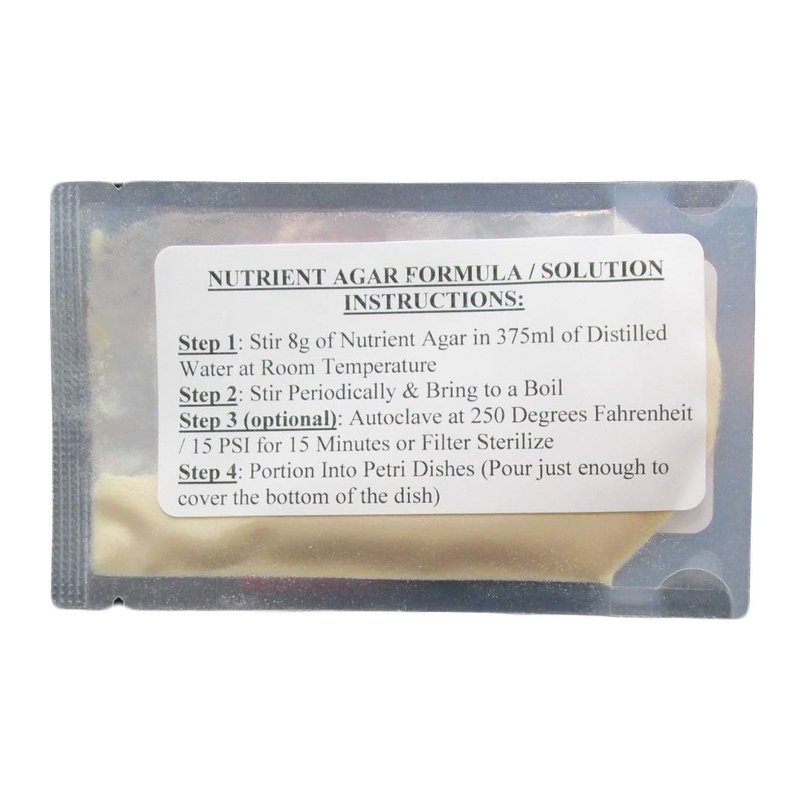 NUTRIENT AGAR FORMULA / SOLUTION
INSTRUCTIONS:
Step 1: Stir 8g of Nutrient Agar in 375ml of Distilled
Water at Room Temperature
Step 2: Stir Periodically & Bring to a Boil
Step 3 (optional): Autoclave at 250 Degrees Fahrenheit
/ 15 PSI for 15 Minutes or Filter Sterilize
Step 4: Portion Into Petri Dishes (Pour just enough to
cover the bottom of the dish)